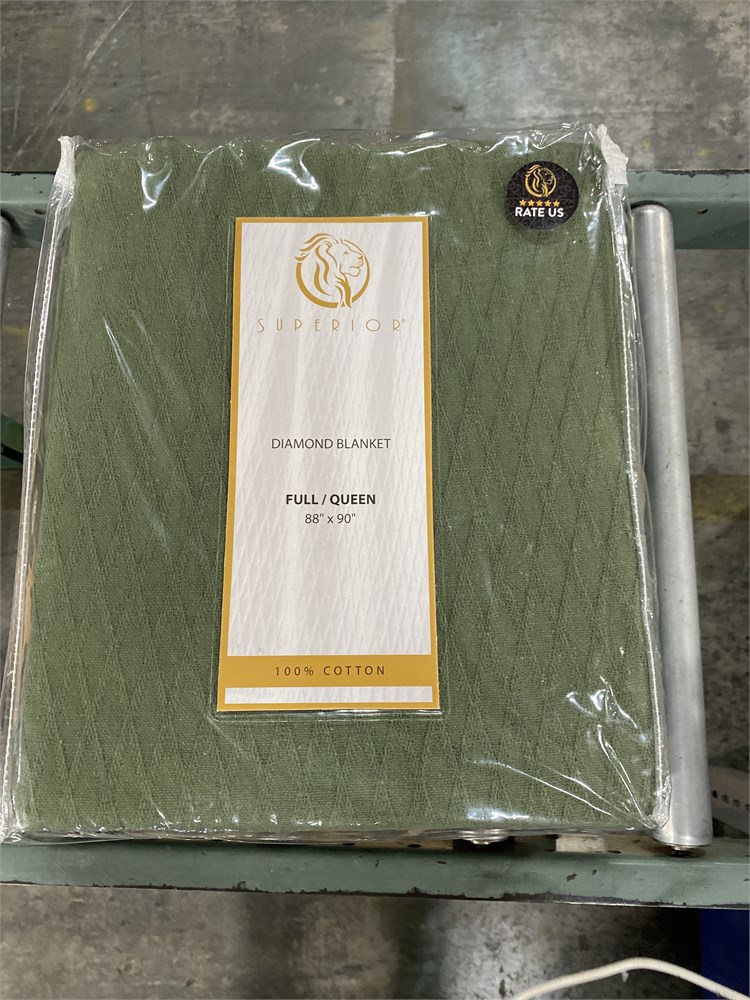 RATE US
SUPERIOR®
DIAMOND BLANKET
FULL / QUEEN
88" x 90"
100% COTTON